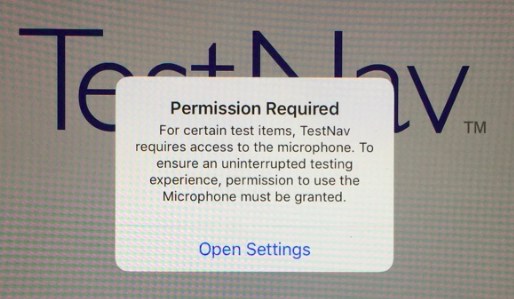 TestNav™
Permission Required
For certain test items, TestNav
requires access to the microphone. To
ensure an uninterrupted testing
experience, permission to use the
Microphone must be granted.
Open Settings